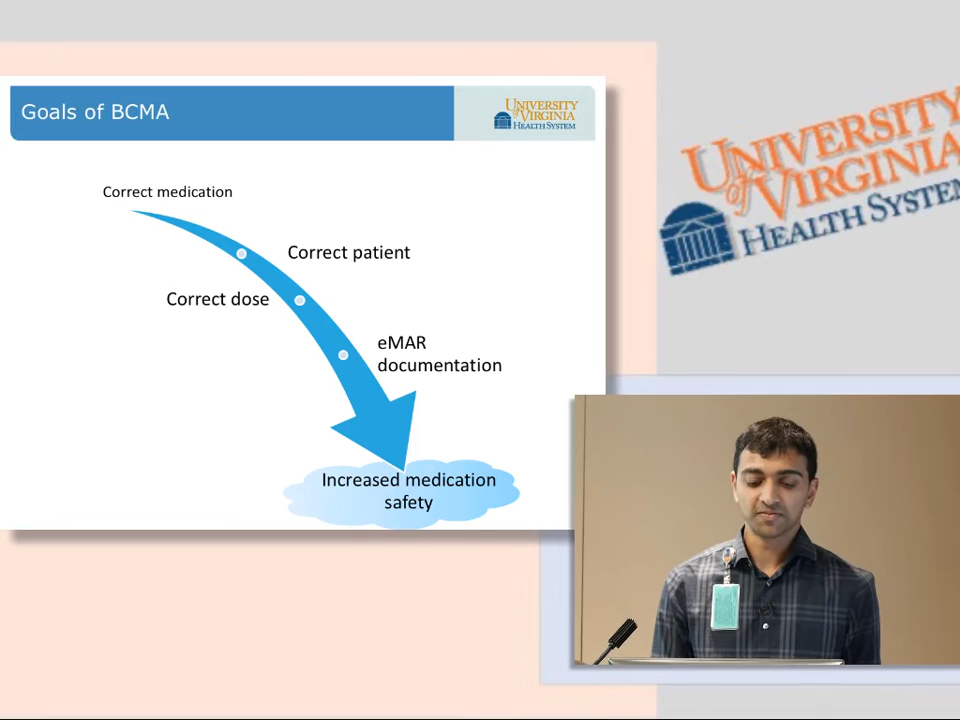 Goals of BCMA
UNIVERSITY
of VIRGINIA
HEALTH SYSTEM
Correct medication
Correct patient
Correct dose
eMAR
documentation
Increased medication
safety
UNIVERSITY
of VIRGINIA
HEALTH SYSTEM